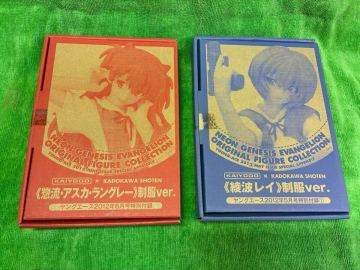 NEON GENESIS EVANGELION
ORIGINAL FIGURE COLLECTION
KAIYODO × KADOKAWA SHOTEN
《惣流・アスカ・ラングレー》制服ver.
ヤングエース2012年6月号特別付録
NEON GENESIS EVANGELION
ORIGINAL FIGURE COLLECTION
KAIYODO × KADOKAWA SHOTEN
《綾波レイ》制服ver.
ヤングエース2012年5月号特別付録